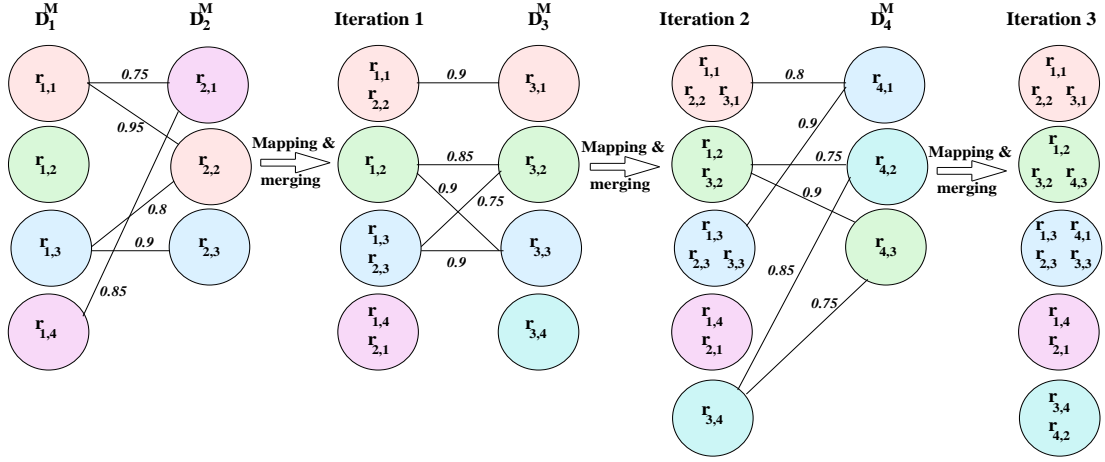 D₁ᴹ D₂ᴹ Iteration 1 D₃ᴹ Iteration 2 D₄ᴹ Iteration 3
r1,1
r1,2
r1,3
r1,4
0.75
0.95
0.8
0.9
0.85
r2,1
r2,2
r2,3
Mapping &
merging
r1,1
r2,2
r1,2
r1,3
r2,3
r1,4
r2,1
0.9
0.85
0.9
0.75
0.9
r3,1
r3,2
r3,3
r3,4
Mapping &
merging
r1,1
r2,2 r3,1
r1,2
r3,2
r1,3
r2,3 r3,3
r1,4
r2,1
r3,4
0.8
0.9
0.75
0.9
0.85
0.75
r4,1
r4,2
r4,3
Mapping &
merging
r1,1
r2,2 r3,1
r1,2
r3,2 r4,3
r1,3 r4,1
r2,3 r3,3
r1,4
r2,1
r3,4
r4,2